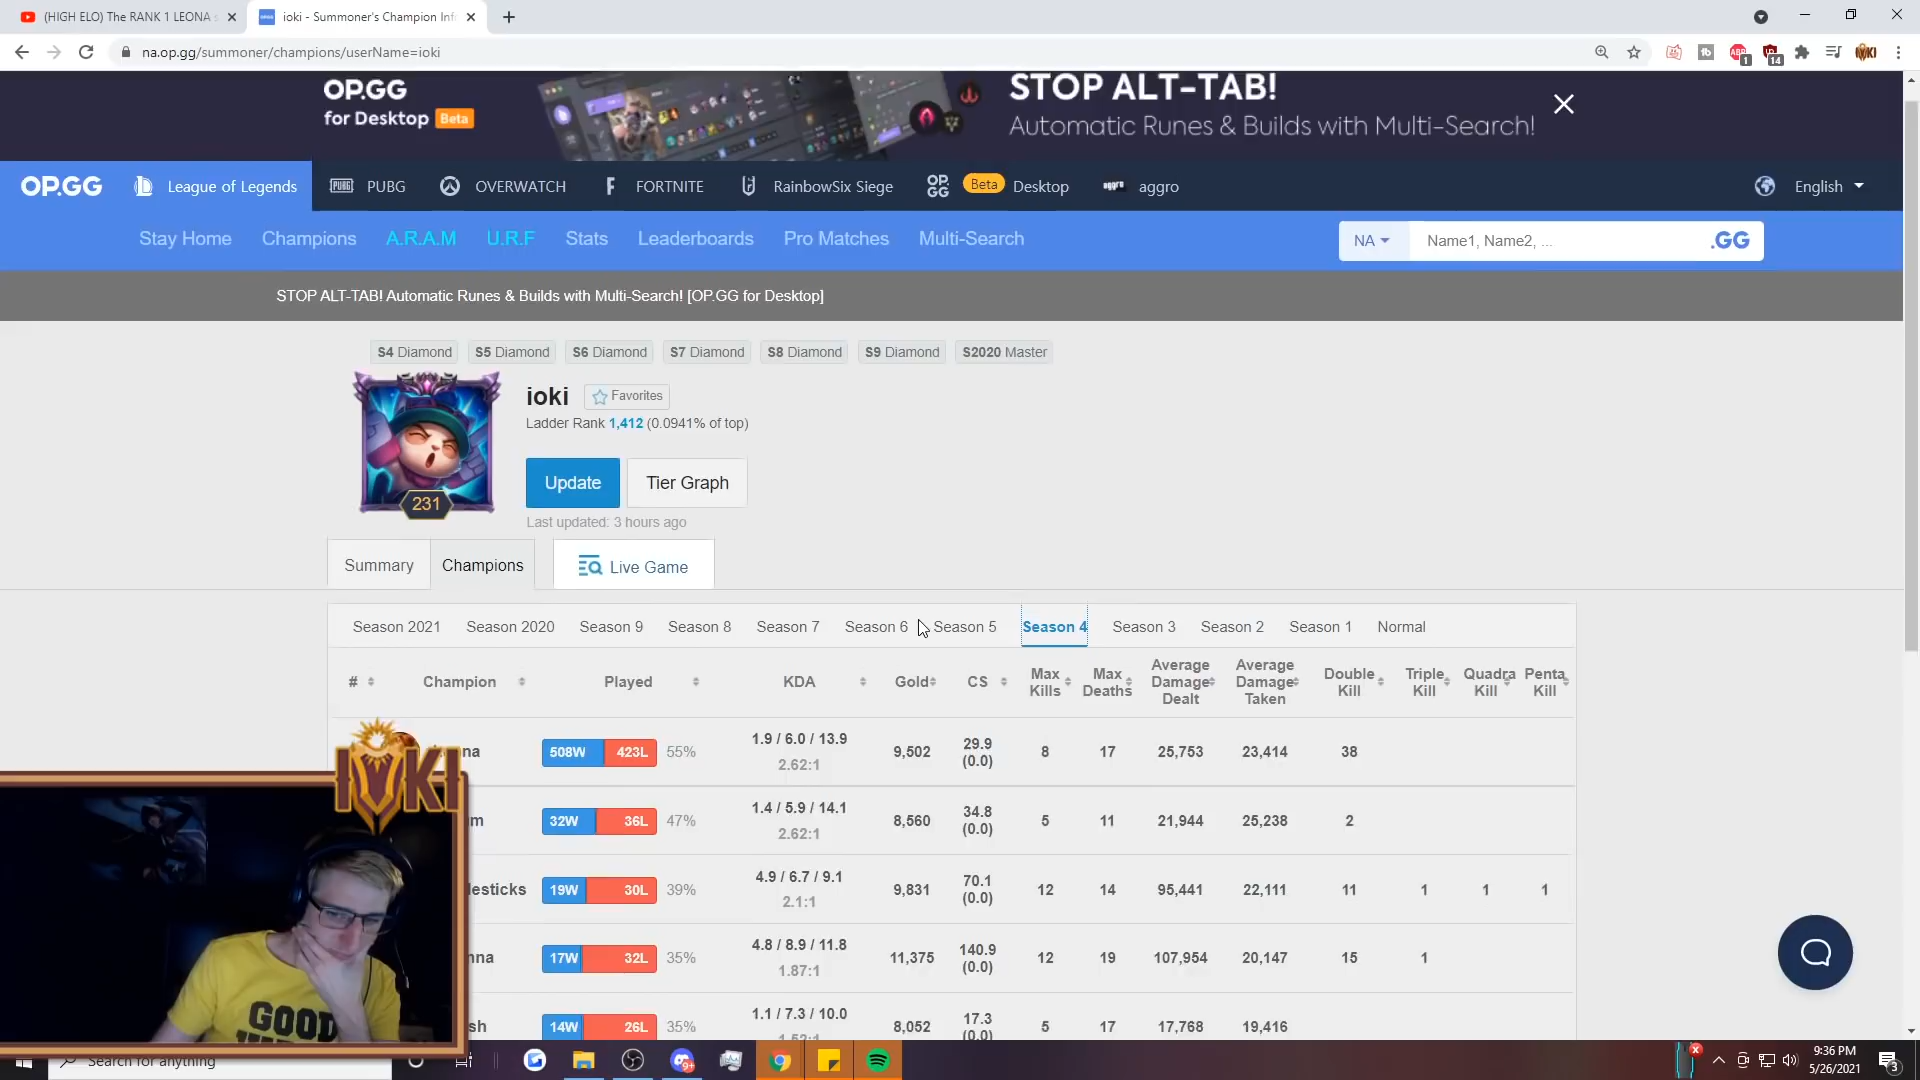 (HIGH ELO) The RANK 1 LEONA
ioki - Summoner's Champion Inf
na.op.gg/summoner/champions/userName=ioki
OP.GG
for Desktop Beta
STOP ALT-TAB!
Automatic Runes & Builds with Multi-Search!
OP.GG League of Legends PUBG OVERWATCH FORTNITE RainbowSix Siege OP.GG Beta Desktop aggro English
Stay Home Champions A.R.A.M U.R.F Stats Leaderboards Pro Matches Multi-Search NA Name1, Name2, ... .GG
STOP ALT-TAB! Automatic Runes & Builds with Multi-Search! [OP.GG for Desktop]
S4 Diamond S5 Diamond S6 Diamond S7 Diamond S8 Diamond S9 Diamond S2020 Master
ioki Favorites
Ladder Rank 1,412 (0.0941% of top)
Update Tier Graph
231
Last updated: 3 hours ago
Summary Champions Live Game
Season 2021 Season 2020 Season 9 Season 8 Season 7 Season 6 Season 5 Season 4 Season 3 Season 2 Season 1 Normal
# Champion Played KDA Gold CS Max Kills Max Deaths Average Damage Dealt Average Damage Taken Double Kill Triple Kill Quadra Kill Penta Kill
na 508W 423L 55% 1.9 / 6.0 / 13.9 2.62:1 9,502 29.9 (0.0) 8 17 25,753 23,414 38
m 32W 36L 47% 1.4 / 5.9 / 14.1 2.62:1 8,560 34.8 (0.0) 5 11 21,944 25,238 2
lesticks 19W 30L 39% 4.9 / 6.7 / 9.1 2.1:1 9,831 70.1 (0.0) 12 14 95,441 22,111 11 1 1 1
nna 17W 32L 35% 4.8 / 8.9 / 11.8 1.87:1 11,375 140.9 (0.0) 12 19 107,954 20,147 15 1
sh 14W 26L 35% 1.1 / 7.3 / 10.0 8,052 17.3 (0.0) 5 17 17,768 19,416
IOKI
GOOD
Search for anything
9:36 PM
5/26/2021